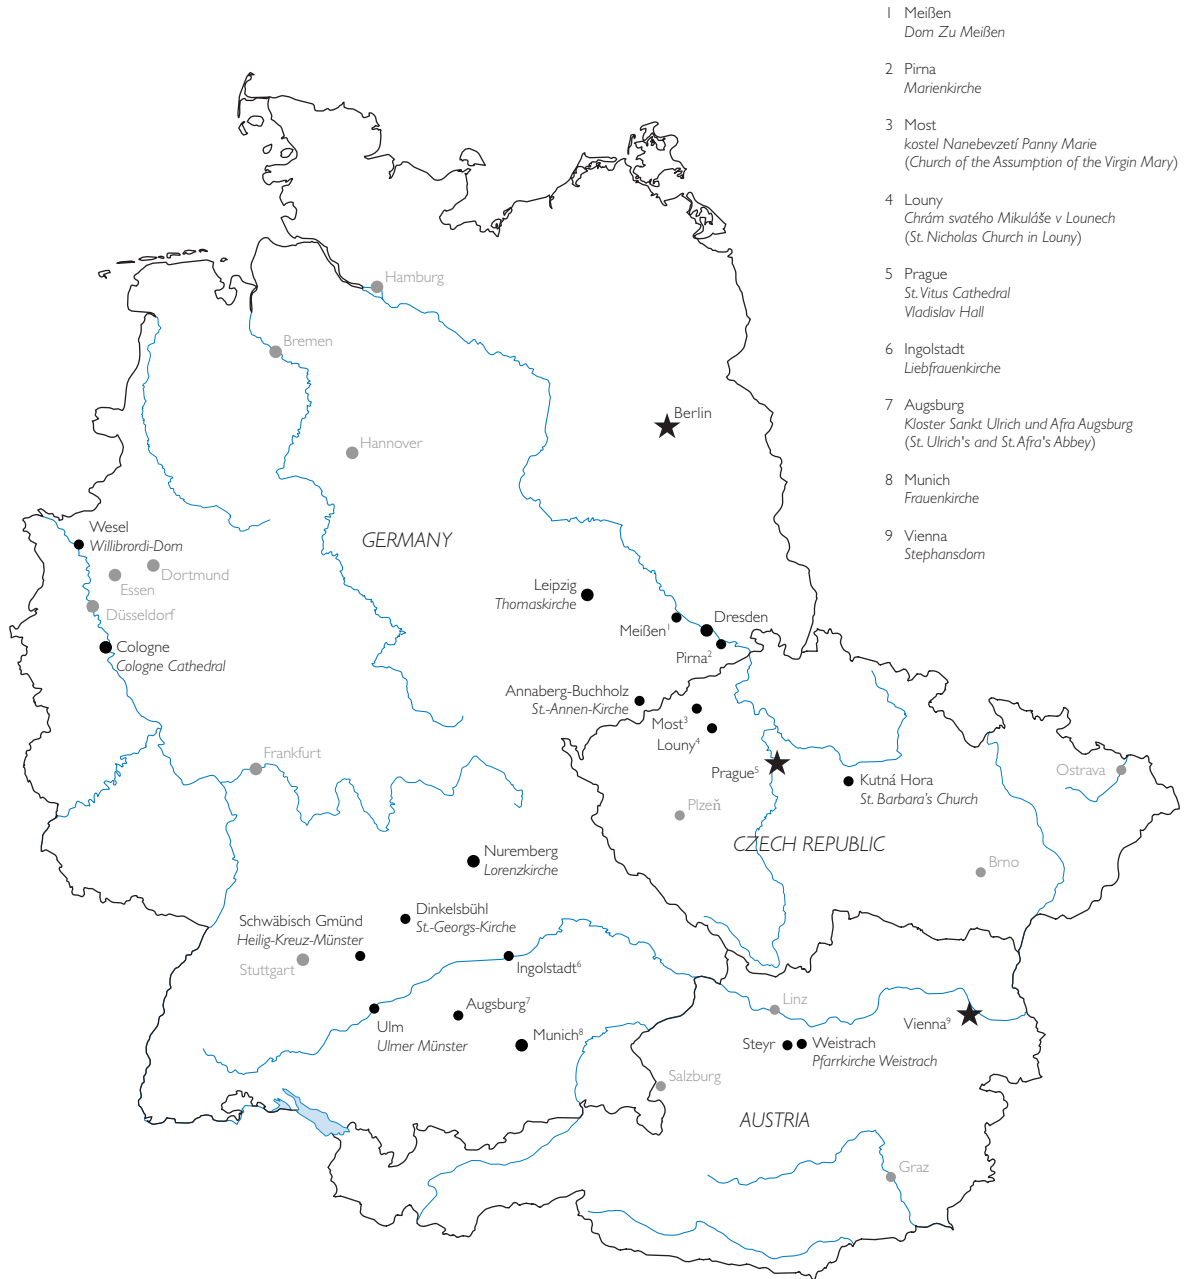 1 Meißen
Dom Zu Meißen
2 Pirna
Marienkirche
3 Most
kostel Nanebevzetí Panny Marie
(Church of the Assumption of the Virgin Mary)
4 Louny
Chrám svatého Mikuláše v Lounech
(St. Nicholas Church in Louny)
5 Prague
St. Vitus Cathedral
Vladislav Hall
6 Ingolstadt
Liebfrauenkirche
7 Augsburg
Kloster Sankt Ulrich und Afra Augsburg
(St. Ulrich's and St. Afra's Abbey)
8 Munich
Frauenkirche
9 Vienna
Stephansdom
Hamburg
Bremen
Berlin
Hannover
Wesel
Willibrordi-Dom
GERMANY
Dortmund
Essen
Düsseldorf
Leipzig
Thomaskirche
Meißen¹
Dresden
Pirna²
Cologne
Cologne Cathedral
Annaberg-Buchholz
St.-Annen-Kirche
Most³
Louny⁴
Frankfurt
Prague⁵
Kutná Hora
St. Barbara's Church
Ostrava
Plzeň
CZECH REPUBLIC
Nuremberg
Lorenzkirche
Brno
Dinkelsbühl
St.-Georgs-Kirche
Schwäbisch Gmünd
Heilig-Kreuz-Münster
Stuttgart
Ingolstadt⁶
Augsburg⁷
Linz
Vienna⁹
Ulm
Ulmer Münster
Munich⁸
Steyr
Weistrach
Pfarrkirche Weistrach
Salzburg
AUSTRIA
Graz